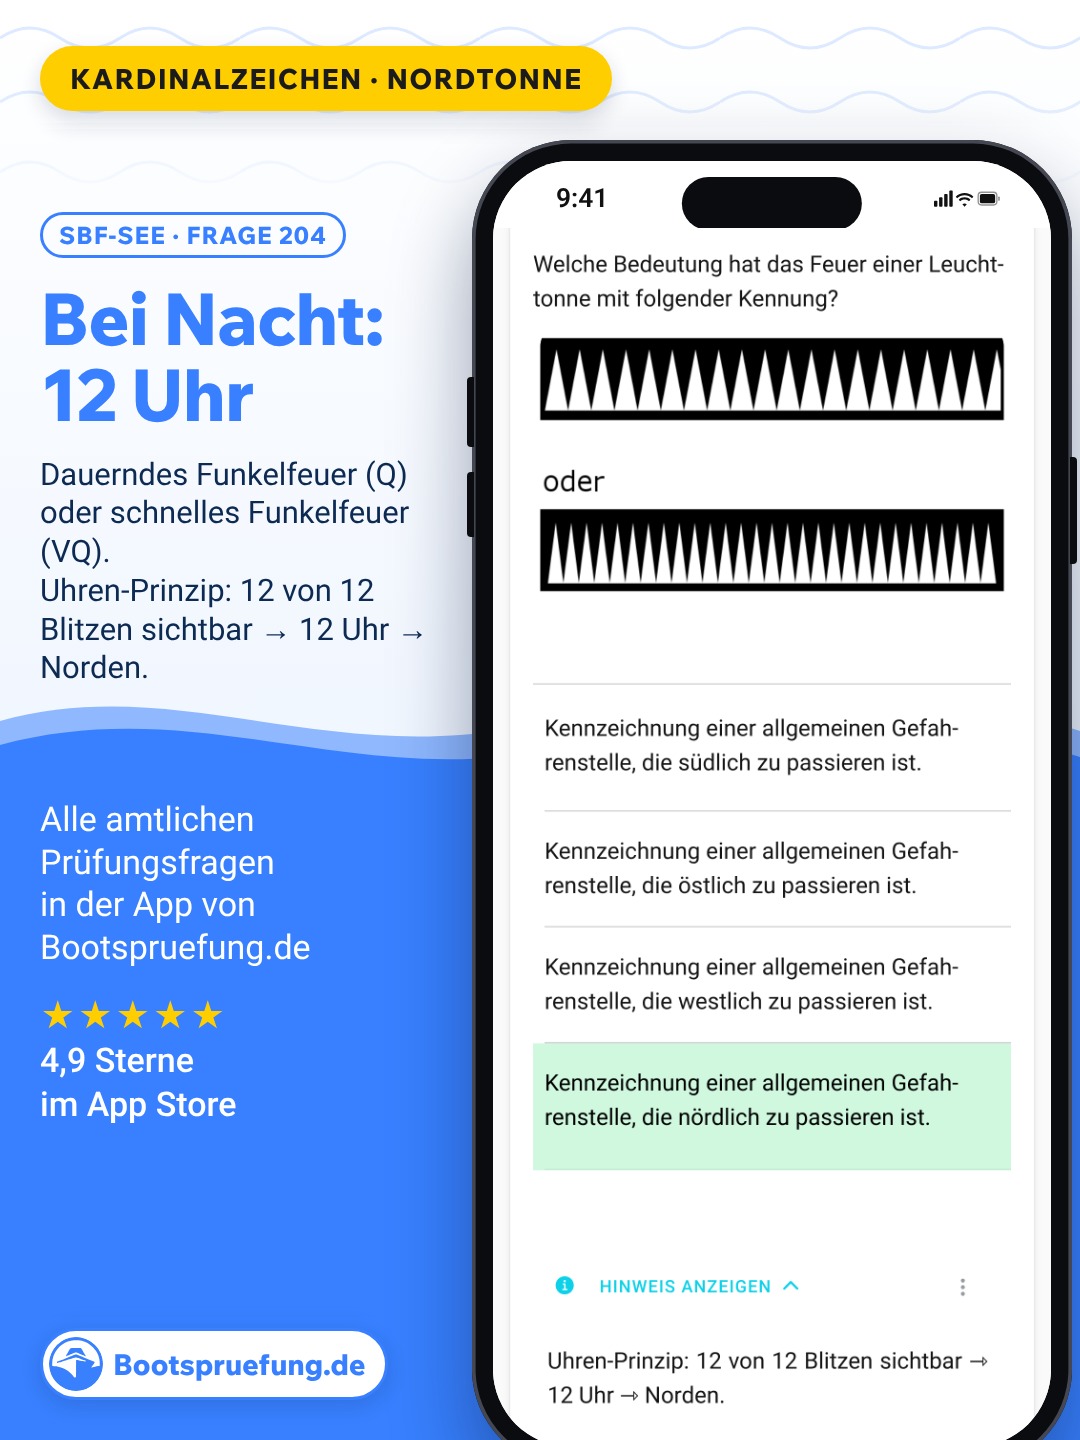 KARDINALZEICHEN · NORDTONNE
SBF-SEE · FRAGE 204
Bei Nacht:
12 Uhr
Dauerndes Funkelfeuer (Q)
oder schnelles Funkelfeuer
(VQ).
Uhren-Prinzip: 12 von 12
Blitzen sichtbar → 12 Uhr →
Norden.
Alle amtlichen
Prüfungsfragen
in der App von
Bootspruefung.de
★★★★★
4,9 Sterne
im App Store
Bootspruefung.de
9:41
Welche Bedeutung hat das Feuer einer Leucht-
tonne mit folgender Kennung?
oder
Kennzeichnung einer allgemeinen Gefah-
renstelle, die südlich zu passieren ist.
Kennzeichnung einer allgemeinen Gefah-
renstelle, die östlich zu passieren ist.
Kennzeichnung einer allgemeinen Gefah-
renstelle, die westlich zu passieren ist.
Kennzeichnung einer allgemeinen Gefah-
renstelle, die nördlich zu passieren ist.
HINWEIS ANZEIGEN
Uhren-Prinzip: 12 von 12 Blitzen sichtbar →
12 Uhr → Norden.